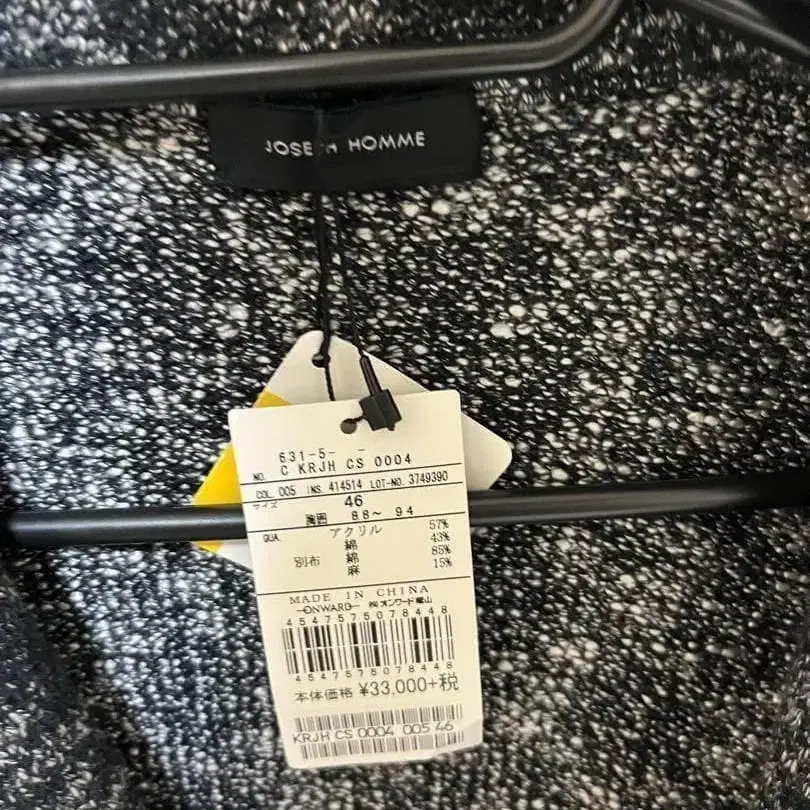 JOSEPH HOMME
631-5- -
NO. C KRJH CS 0004
COL. 005 INS. 414514 LOT-NO. 3749390
サイズ 46
胸囲 88~ 94
QUA. アクリル 57%
綿 43%
別布 綿 85%
麻 15%
MADE IN CHINA
ONWARD ㈱オンワード樫山
4547575078448
4547575078448
本体価格 ¥33,000+税
KRJH CS 0004 005 46